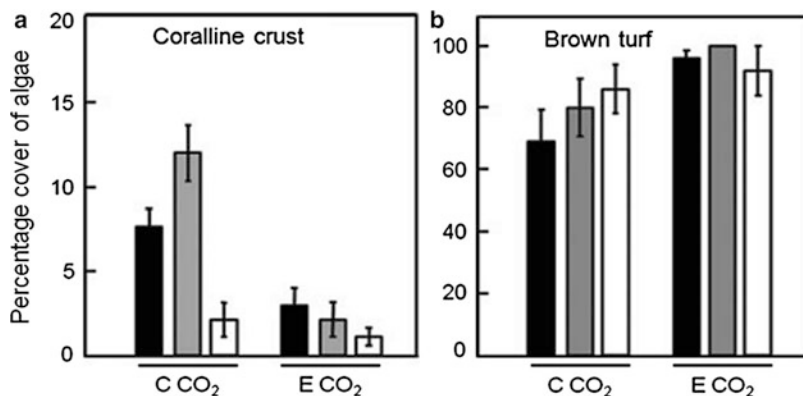 a
Coralline crust
Percentage cover of algae
20
15
10
5
0
C CO₂
E CO₂
b
Brown turf
100
80
60
40
20
0
C CO₂
E CO₂